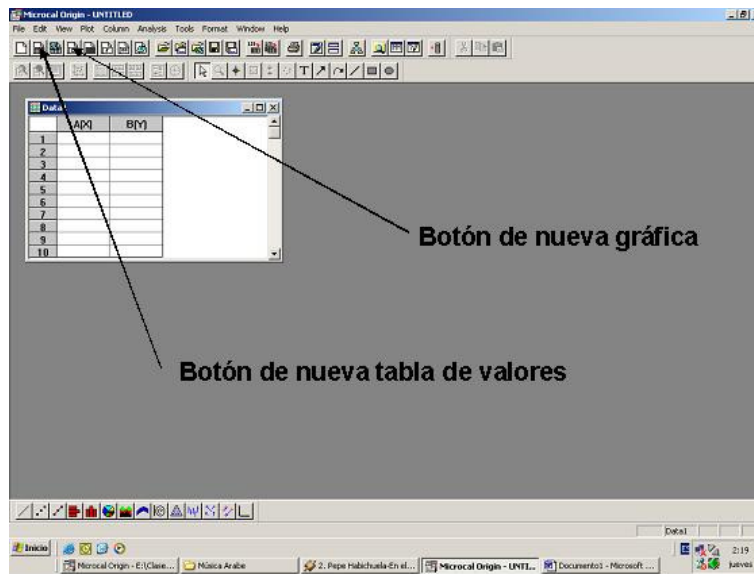 Microcal Origin - UNTITLED
File Edit View Plot Column Analysis Tools Format Window Help
Data1
A[X] B[Y]
1
2
3
4
5
6
7
8
9
10
Botón de nueva gráfica
Botón de nueva tabla de valores
Data1
Inicio
2:19
Microcal Origin - E:\Clase... Música Arabe 2. Pepe Habichuela-En el... Microcal Origin - UNTI... Documento1 - Microsoft ... jueves